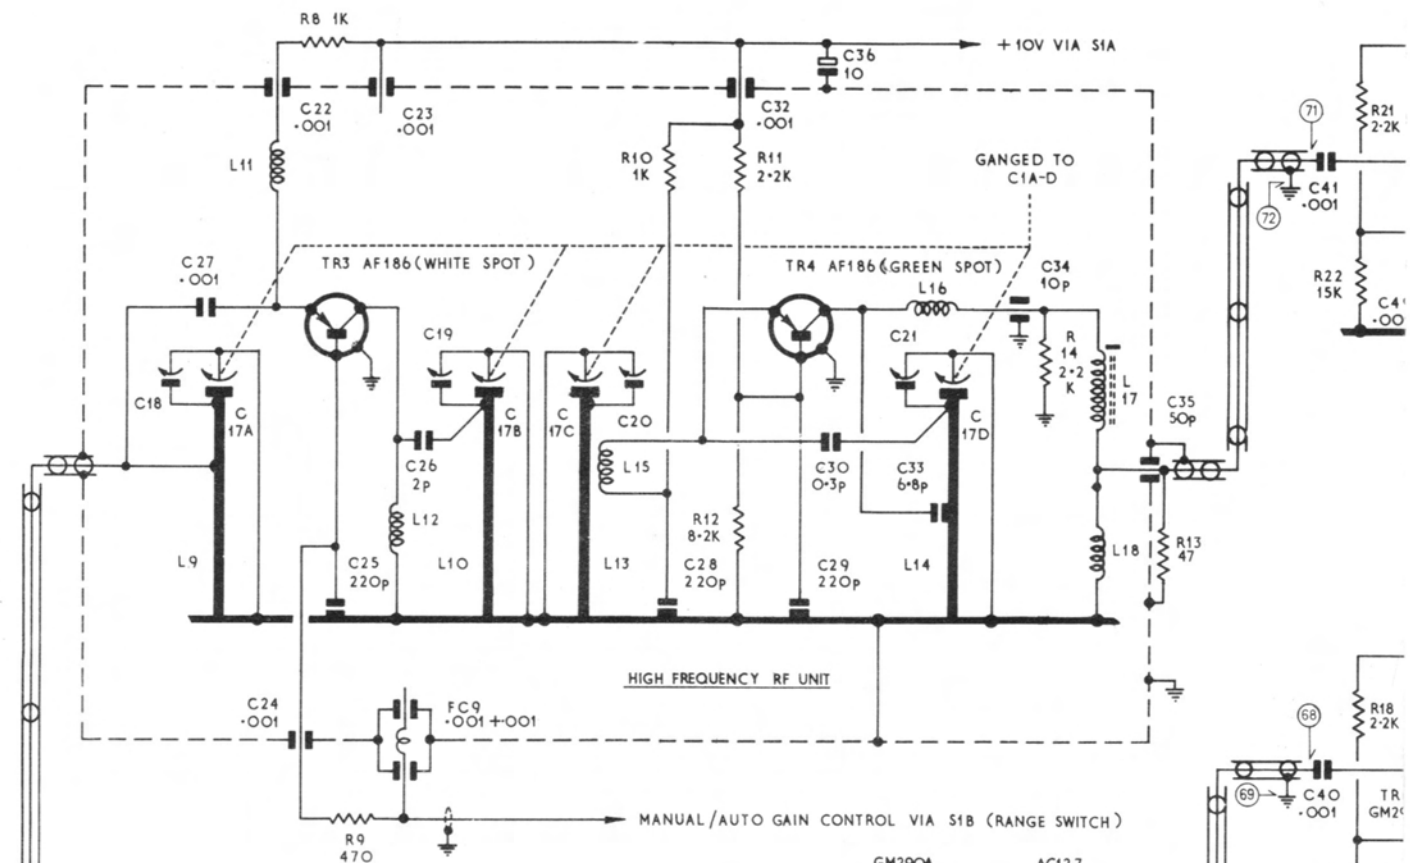 R8 1K
+10V VIA S1A
C36
10
C22
·001
C23
·001
C32
·001
71
R21
2·2K
L11
R10
1K
R11
2·2K
GANGED TO
C1A-D
72
C41
·001
C27
·001
TR3 AF186 (WHITE SPOT)
TR4 AF186 (GREEN SPOT)
L16
C34
10p
R22
15K
·00
C19
C21
R
14
2·2
K
L
17
C18
C
17A
C
17B
C
17C
C20
C
17D
C35
50p
C26
2p
L15
C30
0·3p
C33
6·8p
L12
R12
8·2K
L18
R13
47
L9
C25
220p
L10
L13
C28
220p
C29
220p
L14
HIGH FREQUENCY RF UNIT
C24
·001
FC9
·001+·001
68
R18
2·2K
69
C40
·001
TR
GM29
R9
470
MANUAL/AUTO GAIN CONTROL VIA S1B (RANGE SWITCH)